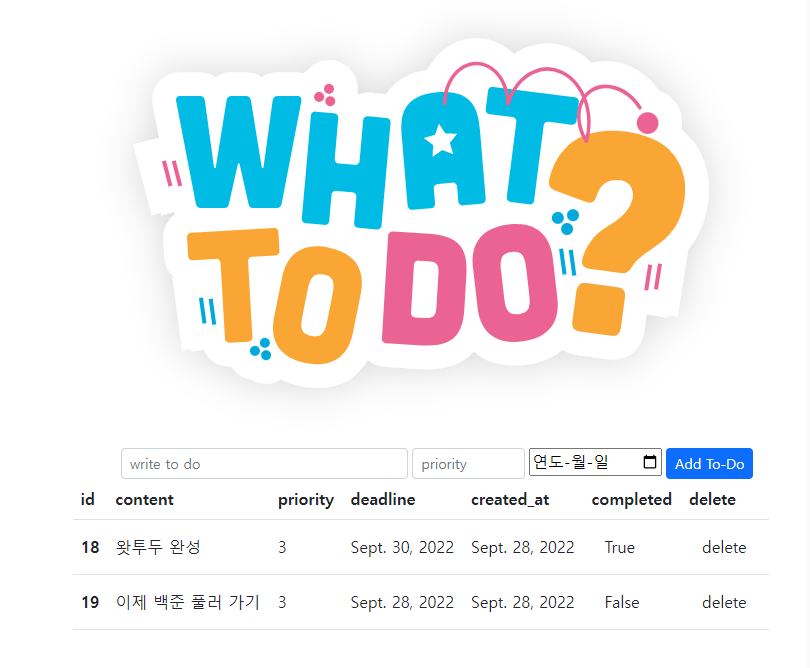 WHAT
TO DO?
write to do priority 연도-월-일 Add To-Do
id content priority deadline created_at completed delete
18 왓투두 완성 3 Sept. 30, 2022 Sept. 28, 2022 True delete
19 이제 백준 풀러 가기 3 Sept. 28, 2022 Sept. 28, 2022 False delete